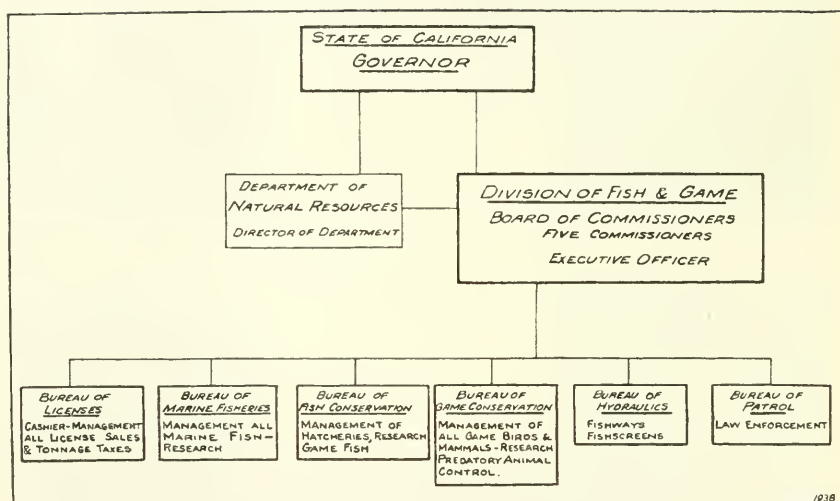 STATE OF CALIFORNIA
GOVERNOR
DEPARTMENT OF
NATURAL RESOURCES
DIRECTOR OF DEPARTMENT
DIVISION OF FISH & GAME
BOARD OF COMMISSIONERS
FIVE COMMISSIONERS
EXECUTIVE OFFICER
BUREAU OF
LICENSES
CASHIER-MANAGEMENT
ALL LICENSE SALES
& TONNAGE TAXES
BUREAU OF
MARINE FISHERIES
MANAGEMENT ALL
MARINE FISH-
RESEARCH
BUREAU OF
FISH CONSERVATION
MANAGEMENT OF
HATCHERIES, RESEARCH
GAME FISH
BUREAU OF
GAME CONSERVATION
MANAGEMENT OF
ALL GAME BIRDS &
MAMMALS-RESEARCH
PREDATORY ANIMAL
CONTROL.
BUREAU OF
HYDRAULICS
FISHWAYS
FISHSCREENS
BUREAU OF
PATROL
LAW ENFORCEMENT
1938